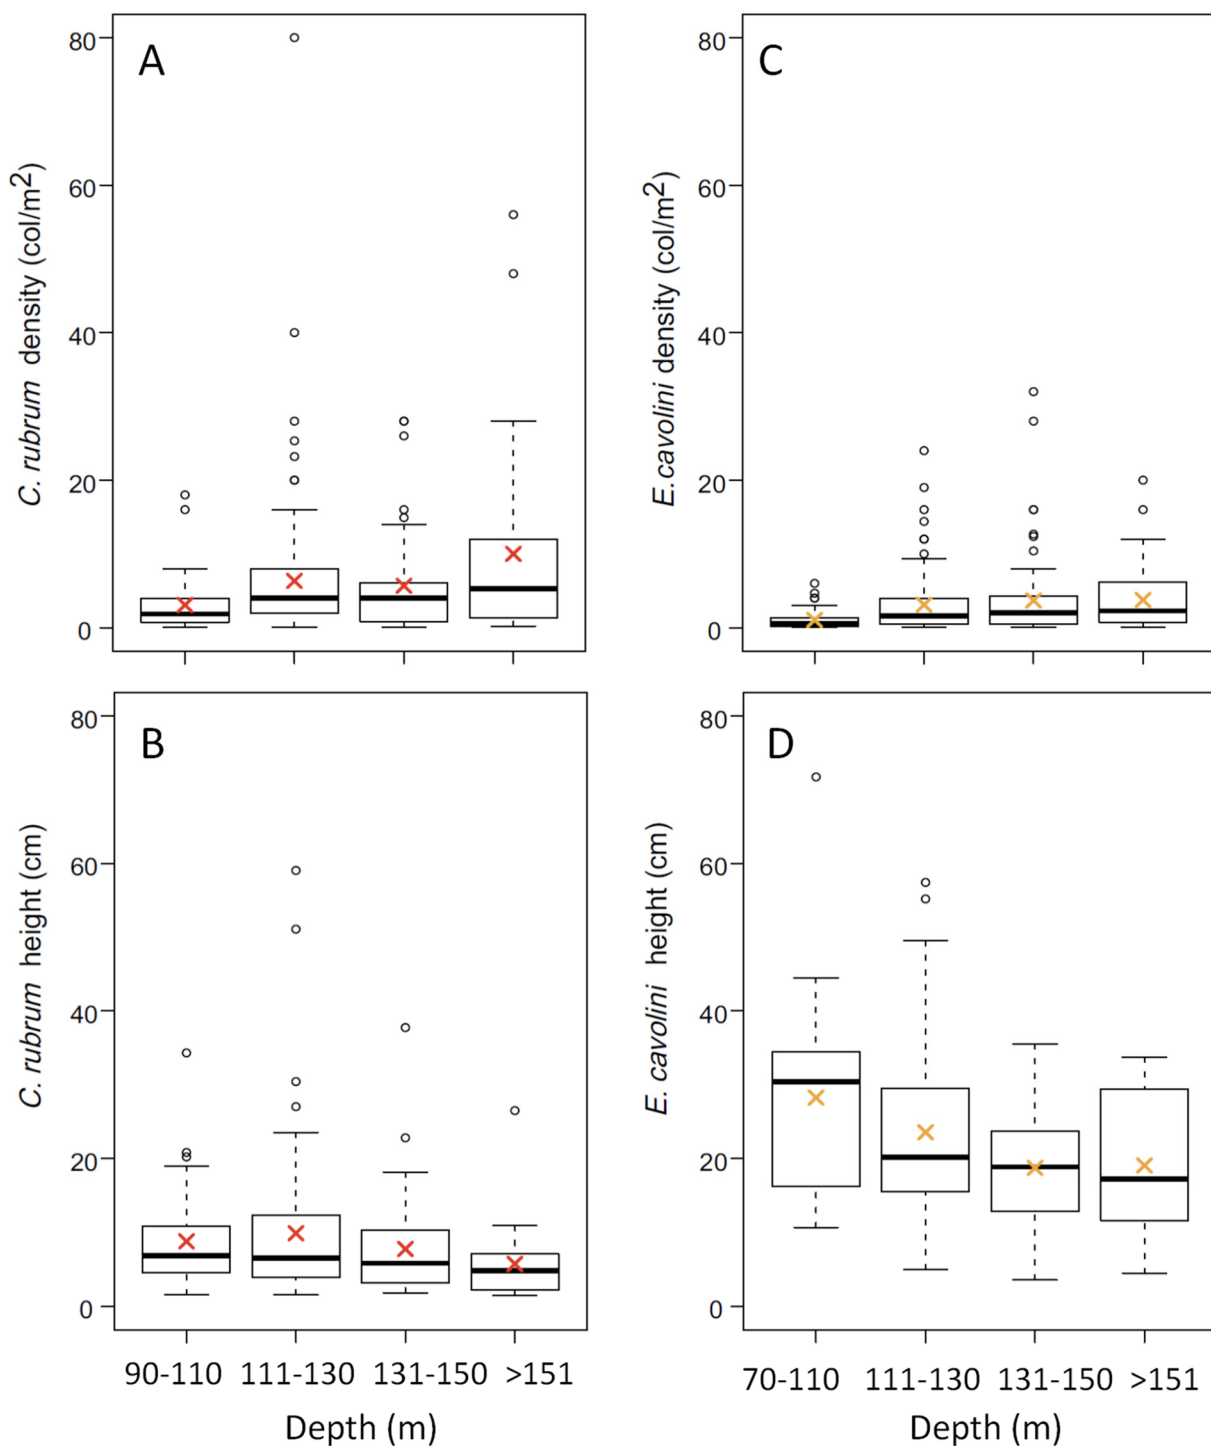 A
80
60
40
20
0
C. rubrum density (col/m2)
C
80
60
40
20
0
E.cavolini density (col/m2)
B
80
60
40
20
0
C. rubrum height (cm)
90-110 111-130 131-150 >151
Depth (m)
D
80
60
40
20
0
E. cavolini height (cm)
70-110 111-130 131-150 >151
Depth (m)